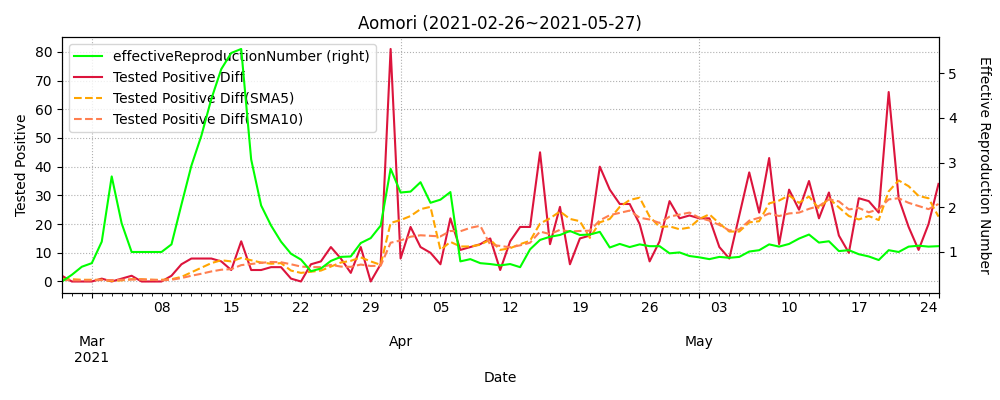 Aomori (2021-02-26~2021-05-27)
effectiveReproductionNumber (right)
Tested Positive Diff
Tested Positive Diff(SMA5)
Tested Positive Diff(SMA10)
Tested Positive
80
70
60
50
40
30
20
10
0
5
4
3
2
1
Effective Reproduction Number
08 15 22 29 05 12 19 26 03 10 17 24
Mar Apr May
2021
Date